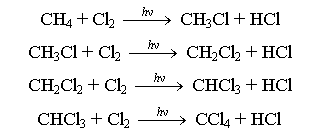 CH₄ + Cl₂ —hν→ CH₃Cl + HCl
CH₃Cl + Cl₂ —hν→ CH₂Cl₂ + HCl
CH₂Cl₂ + Cl₂ —hν→ CHCl₃ + HCl
CHCl₃ + Cl₂ —hν→ CCl₄ + HCl